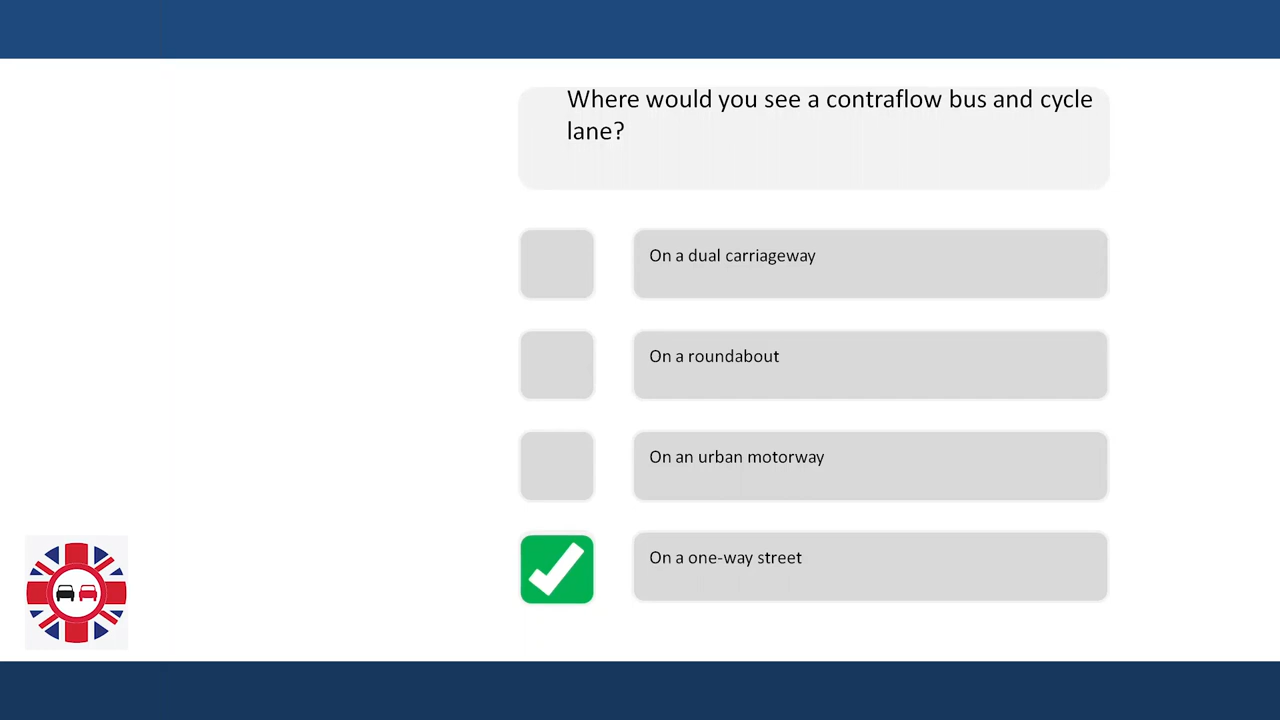 Where would you see a contraflow bus and cycle
lane?
On a dual carriageway
On a roundabout
On an urban motorway
On a one-way street